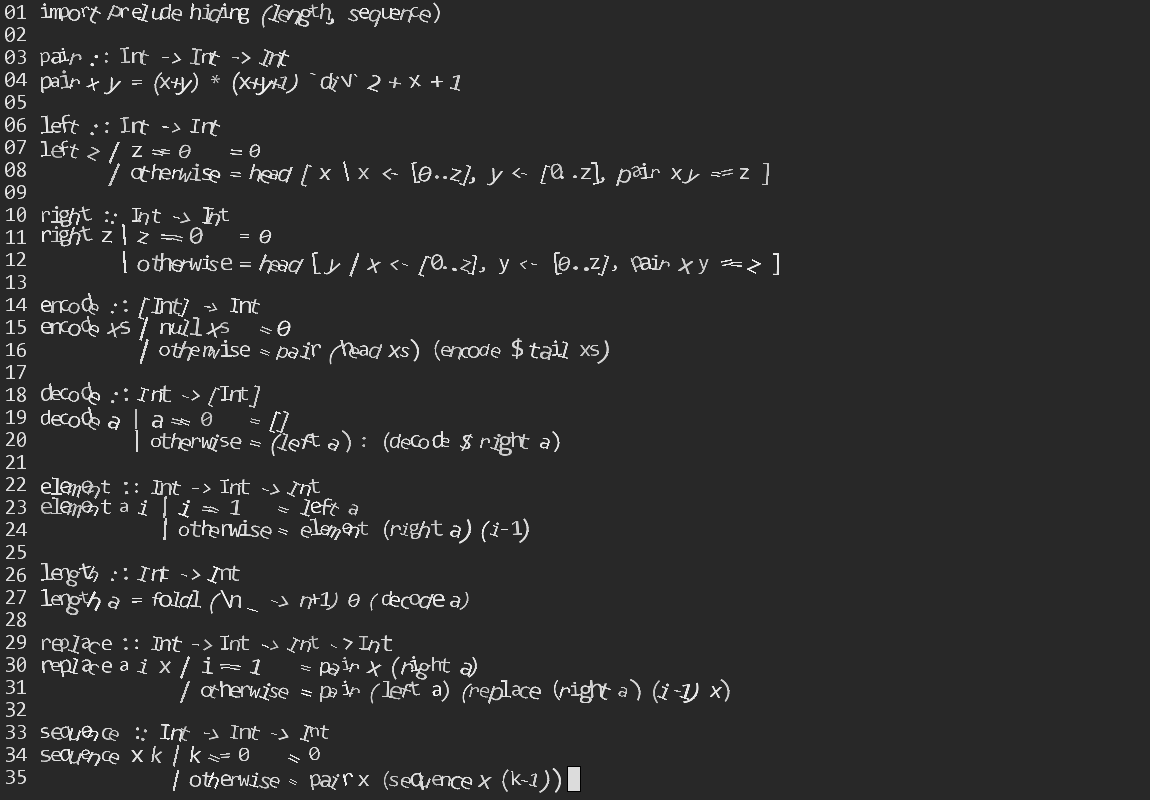 01 import prelude hiding (length, sequence)
02
03 pair :: Int -> Int -> Int
04 pair x y = (x+y) * (x+y+1) `div` 2 + x + 1
05
06 left :: Int -> Int
07 left z | z == 0   = 0
08        | otherwise = head [ x | x <- [0..z], y <- [0..z], pair x y == z ]
09
10 right :: Int -> Int
11 right z | z == 0   = 0
12         | otherwise = head [ y | x <- [0..z], y <- [0..z], pair x y == z ]
13
14 encode :: [Int] -> Int
15 encode xs | null xs   = 0
16           | otherwise = pair (head xs) (encode $ tail xs)
17
18 decode :: Int -> [Int]
19 decode a | a == 0   = []
20          | otherwise = (left a) : (decode $ right a)
21
22 element :: Int -> Int -> Int
23 element a i | i == 1   = left a
24             | otherwise = element (right a) (i-1)
25
26 length :: Int -> Int
27 length a = foldl (\n _ -> n+1) 0 (decode a)
28
29 replace :: Int -> Int -> Int -> Int
30 replace a i x | i == 1   = pair x (right a)
31               | otherwise = pair (left a) (replace (right a) (i-1) x)
32
33 sequence :: Int -> Int -> Int
34 sequence x k | k == 0   = 0
35              | otherwise = pair x (sequence x (k-1))